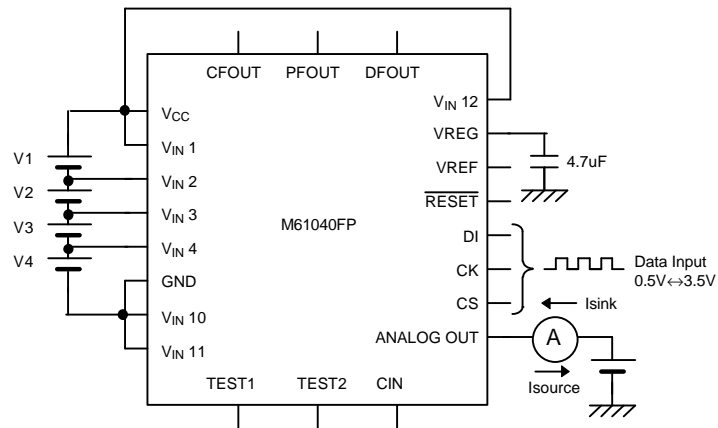 CFOUT PFOUT DFOUT
VCC
VIN 1
VIN 2
VIN 3
VIN 4
GND
VIN 10
VIN 11
V1
V2
V3
V4
M61040FP
VIN 12
VREG
VREF
RESET
DI
CK
CS
ANALOG OUT
4.7uF
Data Input
0.5V↔3.5V
Isink
A
Isource
TEST1 TEST2 CIN